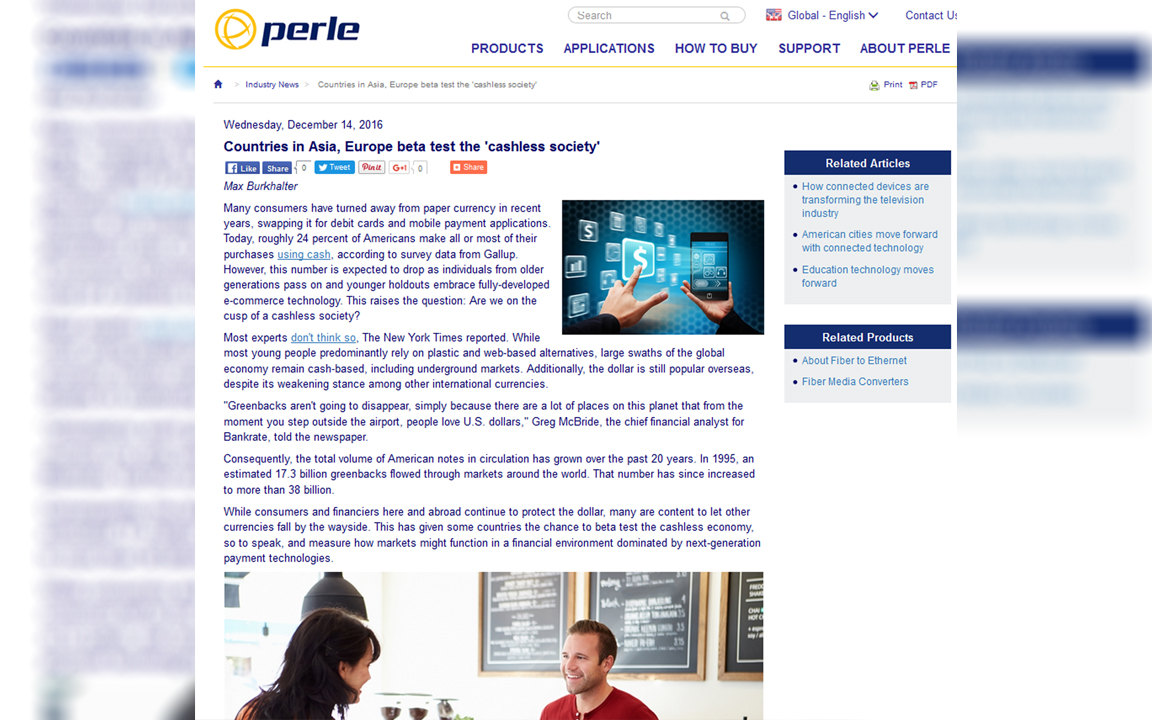 perle
Search
Global - English
Contact Us
PRODUCTS
APPLICATIONS
HOW TO BUY
SUPPORT
ABOUT PERLE
> Industry News > Countries in Asia, Europe beta test the 'cashless society'
Print
PDF
Wednesday, December 14, 2016
Countries in Asia, Europe beta test the 'cashless society'
Like Share 0 Tweet Pinit G+1 0 Share
Max Burkhalter
Many consumers have turned away from paper currency in recent
years, swapping it for debit cards and mobile payment applications.
Today, roughly 24 percent of Americans make all or most of their
purchases using cash, according to survey data from Gallup.
However, this number is expected to drop as individuals from older
generations pass on and younger holdouts embrace fully-developed
e-commerce technology. This raises the question: Are we on the
cusp of a cashless society?
Most experts don't think so, The New York Times reported. While
most young people predominantly rely on plastic and web-based alternatives, large swaths of the global
economy remain cash-based, including underground markets. Additionally, the dollar is still popular overseas,
despite its weakening stance among other international currencies.
"Greenbacks aren't going to disappear, simply because there are a lot of places on this planet that from the
moment you step outside the airport, people love U.S. dollars," Greg McBride, the chief financial analyst for
Bankrate, told the newspaper.
Consequently, the total volume of American notes in circulation has grown over the past 20 years. In 1995, an
estimated 17.3 billion greenbacks flowed through markets around the world. That number has since increased
to more than 38 billion.
While consumers and financiers here and abroad continue to protect the dollar, many are content to let other
currencies fall by the wayside. This has given some countries the chance to beta test the cashless economy,
so to speak, and measure how markets might function in a financial environment dominated by next-generation
payment technologies.
Related Articles
How connected devices are
transforming the television
industry
American cities move forward
with connected technology
Education technology moves
forward
Related Products
About Fiber to Ethernet
Fiber Media Converters